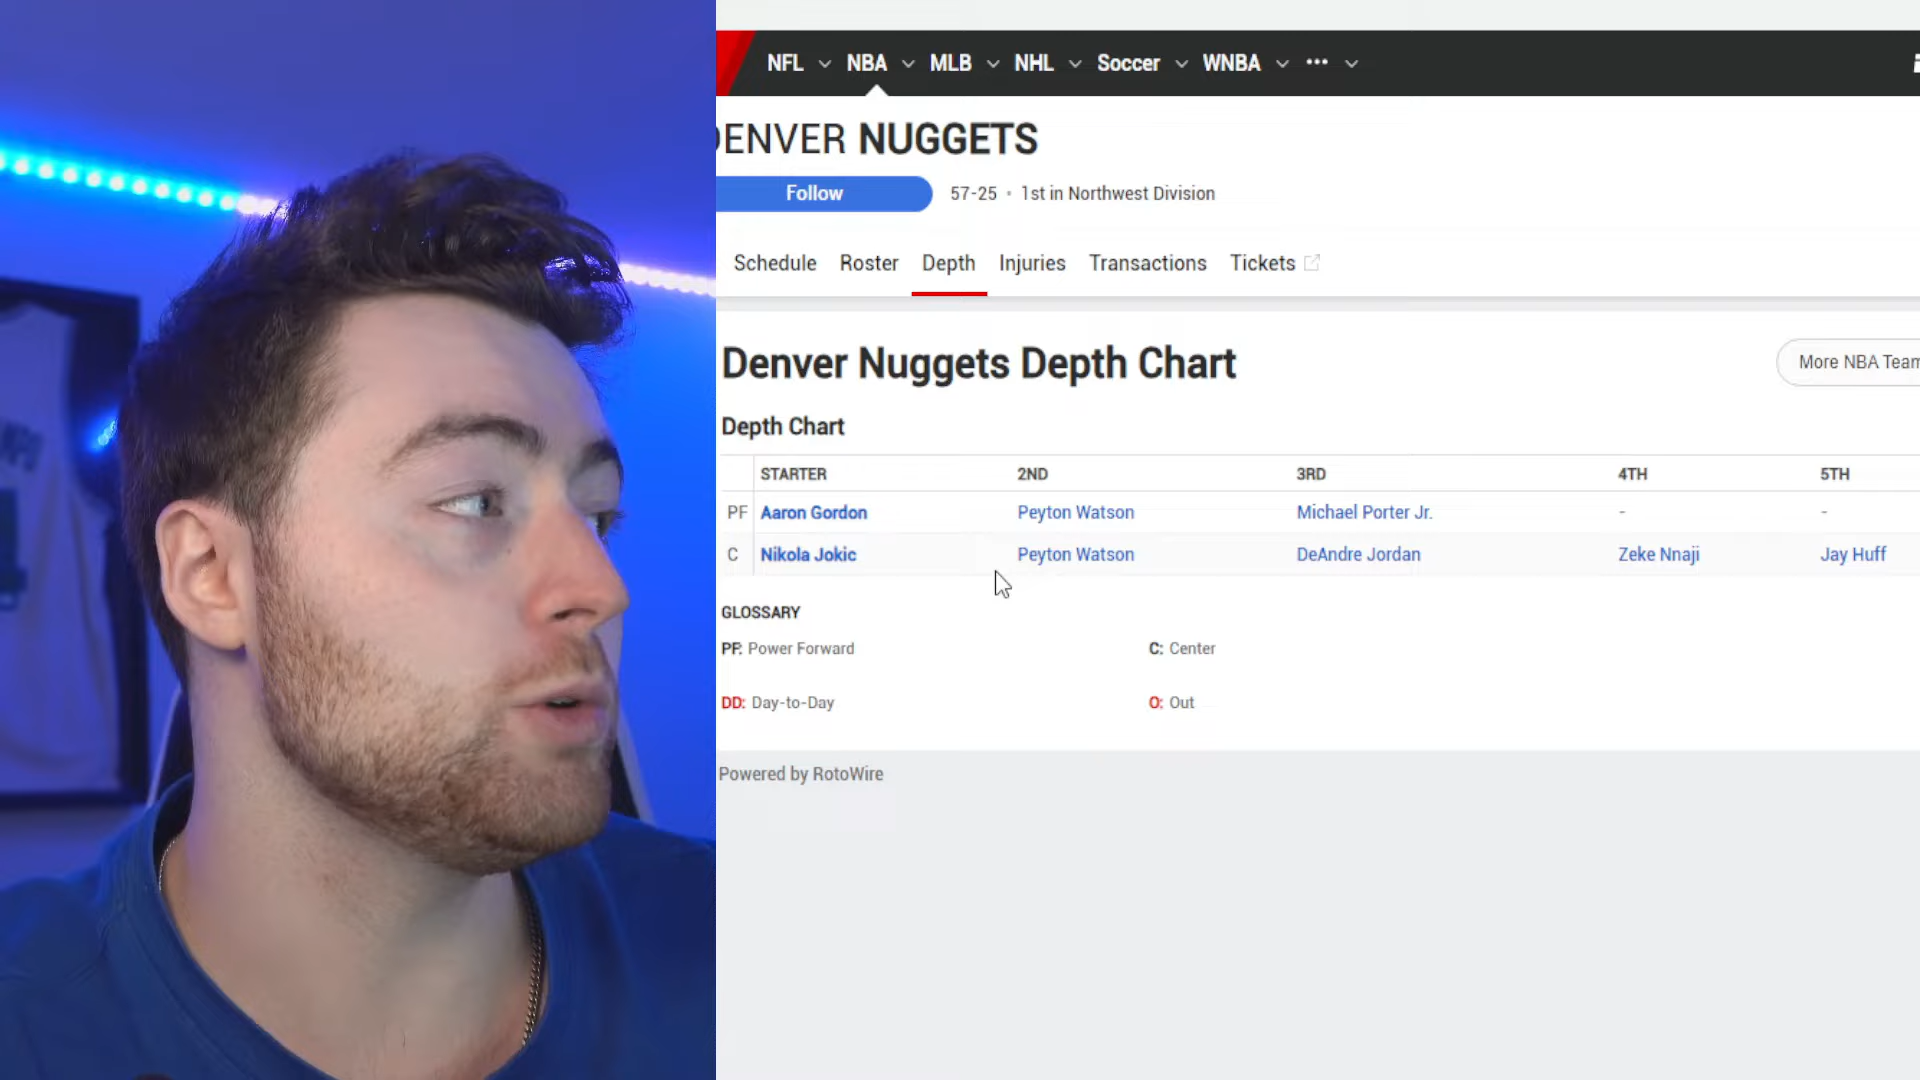 NFL NBA MLB NHL Soccer WNBA •••
DENVER NUGGETS
Follow 57-25 • 1st in Northwest Division
Schedule Roster Depth Injuries Transactions Tickets
Denver Nuggets Depth Chart
More NBA Team
Depth Chart
STARTER 2ND 3RD 4TH 5TH
PF Aaron Gordon Peyton Watson Michael Porter Jr. - -
C Nikola Jokic Peyton Watson DeAndre Jordan Zeke Nnaji Jay Huff
GLOSSARY
PF: Power Forward C: Center
DD: Day-to-Day O: Out
Powered by RotoWire